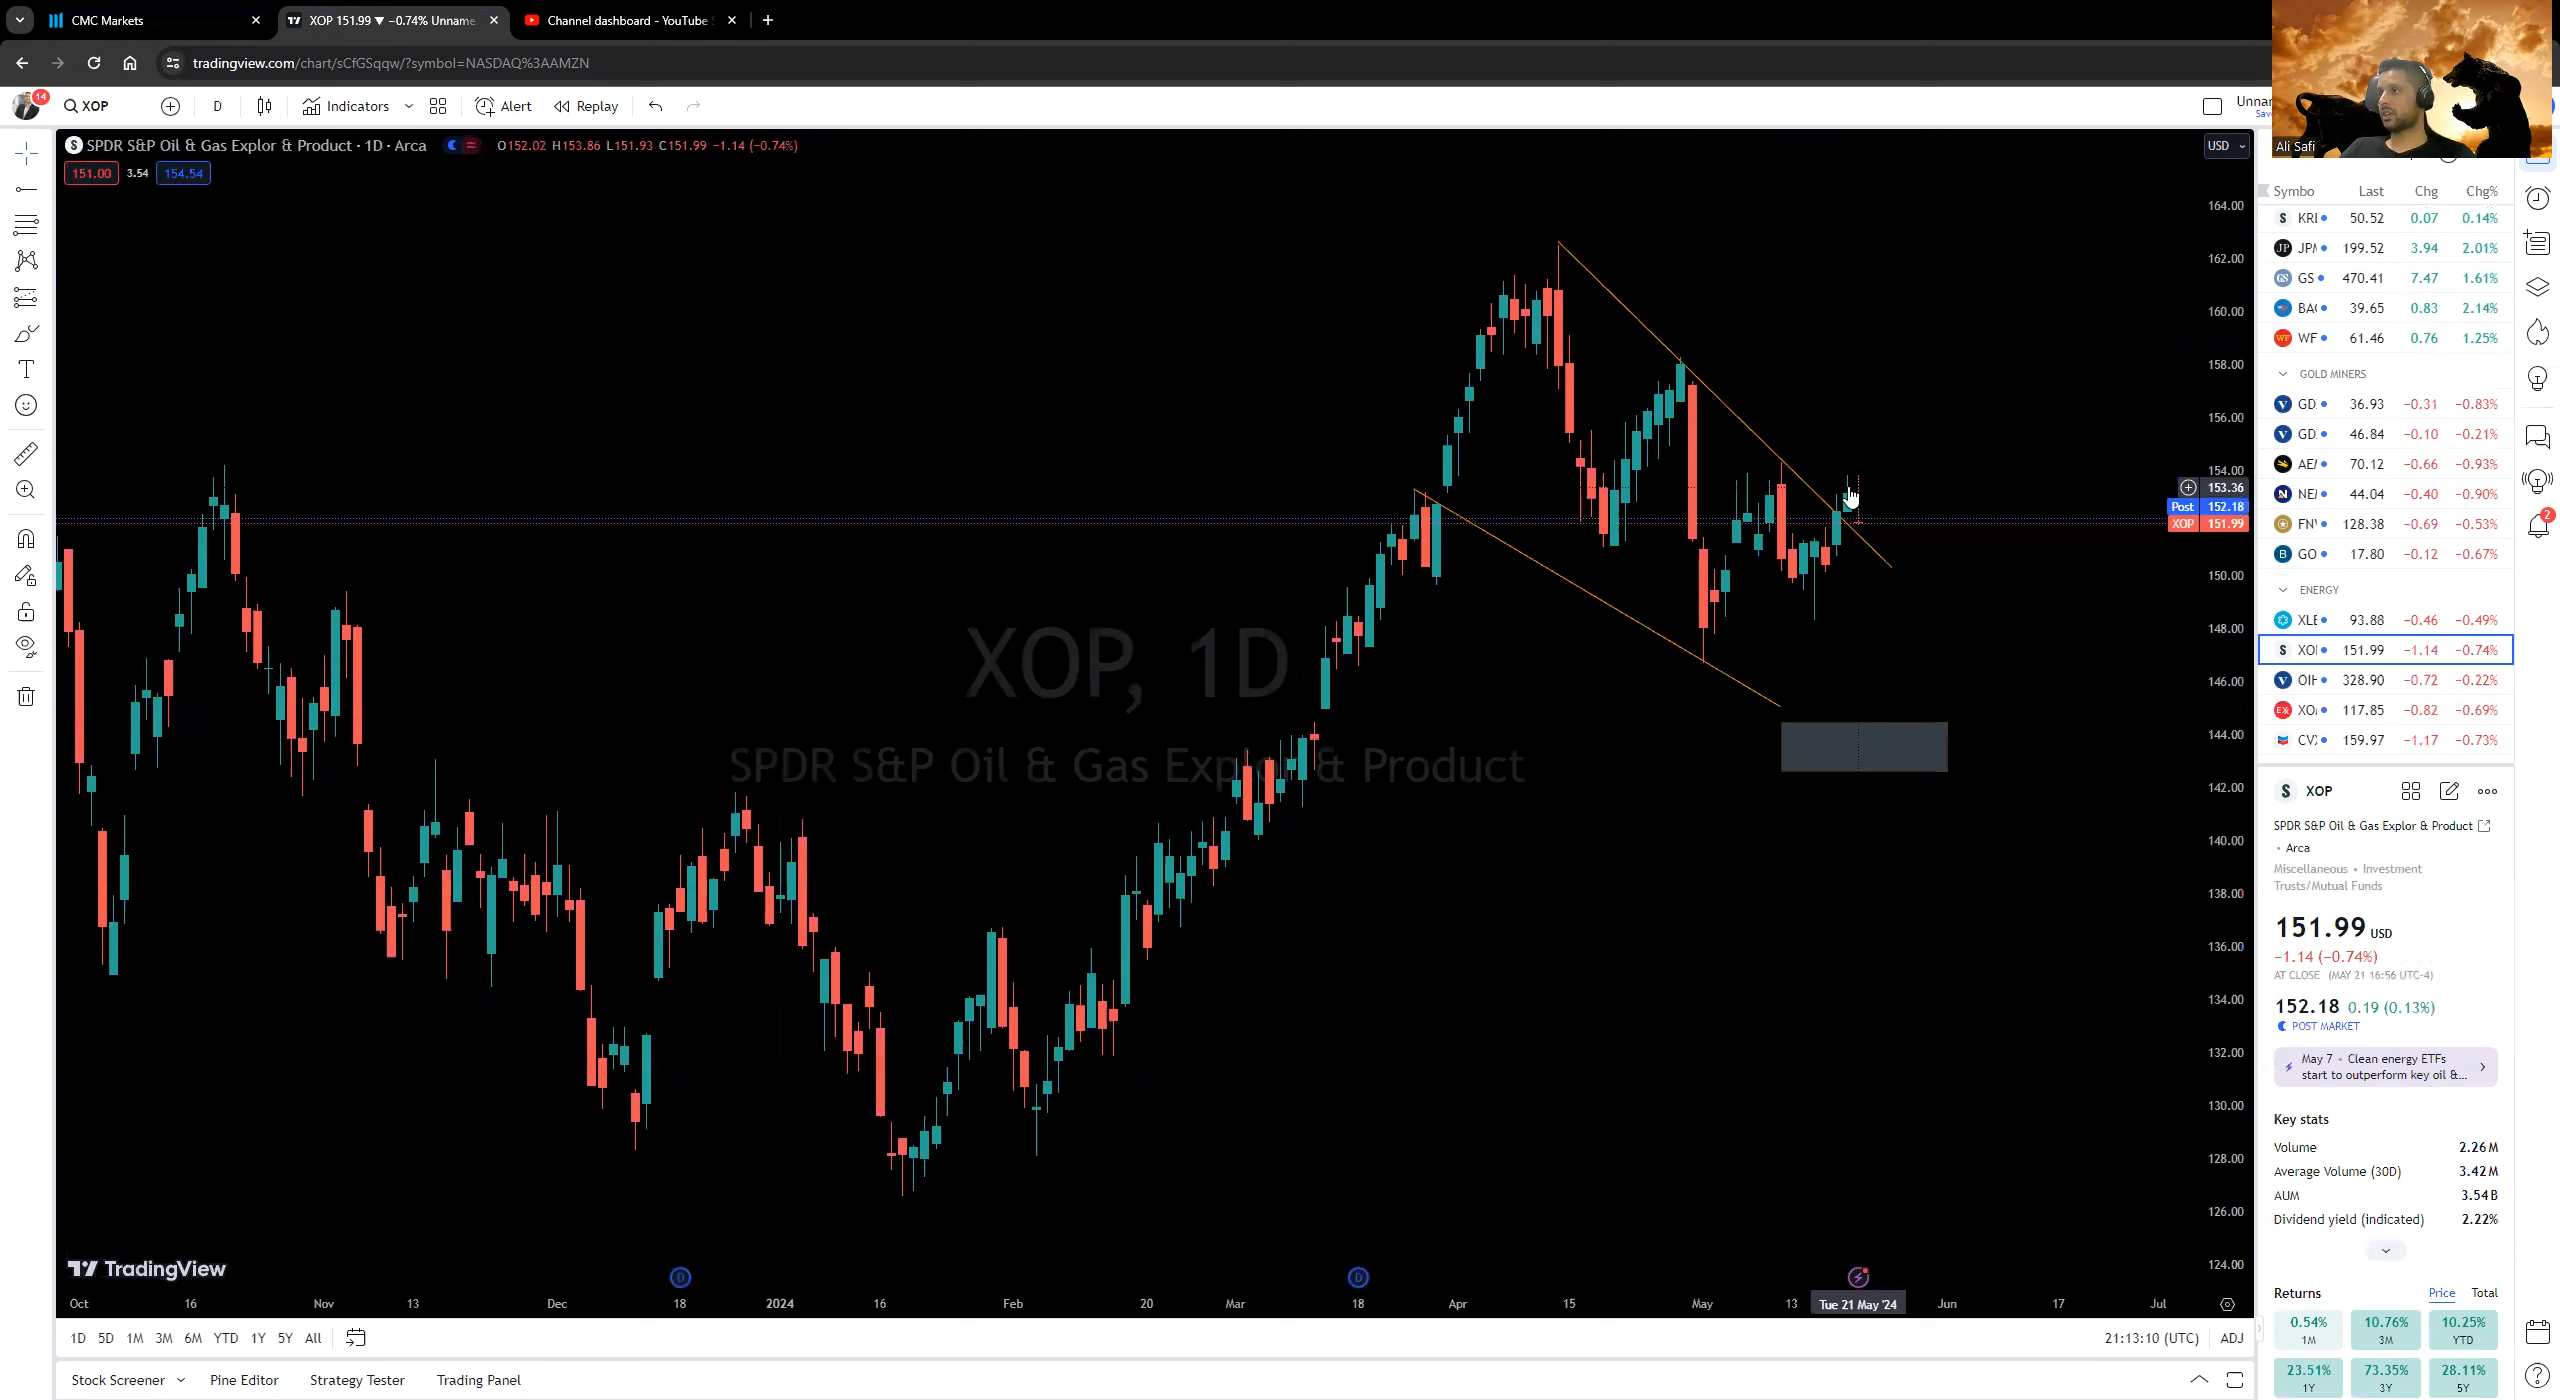 CMC Markets
XOP 151.99 ▼ −0.74% Unname
Channel dashboard - YouTube
tradingview.com/chart/sCfGSqqw/?symbol=NASDAQ%3AAMZN
14
XOP
D
Indicators
Alert
Replay
Unnan
Save
Ali Safi
SPDR S&P Oil & Gas Explor & Product · 1D · Arca
O152.02 H153.86 L151.93 C151.99 −1.14 (−0.74%)
151.00 3.54 154.54
USD
XOP, 1D
SPDR S&P Oil & Gas Explor & Product
164.00
162.00
160.00
158.00
156.00
154.00
153.36
Post 152.18
XOP 151.99
150.00
148.00
146.00
144.00
142.00
140.00
138.00
136.00
134.00
132.00
130.00
128.00
126.00
124.00
TradingView
D
D
Oct 16 Nov 13 Dec 18 2024 16 Feb 20 Mar 18 Apr 15 May 13 Tue 21 May '24 Jun 17 Jul
1D 5D 1M 3M 6M YTD 1Y 5Y All
21:13:10 (UTC) ADJ
Stock Screener Pine Editor Strategy Tester Trading Panel
Symbo Last Chg Chg%
KRE 50.52 0.07 0.14%
JPM 199.52 3.94 2.01%
GS 470.41 7.47 1.61%
BAC 39.65 0.83 2.14%
WF 61.46 0.76 1.25%
GOLD MINERS
GD 36.93 −0.31 −0.83%
GD 46.84 −0.10 −0.21%
AEM 70.12 −0.66 −0.93%
NEM 44.04 −0.40 −0.90%
FNV 128.38 −0.69 −0.53%
GO 17.80 −0.12 −0.67%
ENERGY
XLE 93.88 −0.46 −0.49%
XOP 151.99 −1.14 −0.74%
OIH 328.90 −0.72 −0.22%
XOM 117.85 −0.82 −0.69%
CVX 159.97 −1.17 −0.73%
2
XOP
SPDR S&P Oil & Gas Explor & Product
• Arca
Miscellaneous • Investment
Trusts/Mutual Funds
151.99 USD
−1.14 (−0.74%)
AT CLOSE (MAY 21 16:56 UTC-4)
152.18 0.19 (0.13%)
POST MARKET
May 7 • Clean energy ETFs
start to outperform key oil &...
Key stats
Volume 2.26M
Average Volume (30D) 3.42M
AUM 3.54B
Dividend yield (indicated) 2.22%
Returns Price Total
0.54% 10.76% 10.25%
1M 3M YTD
23.51% 73.35% 28.11%
1Y 3Y 5Y